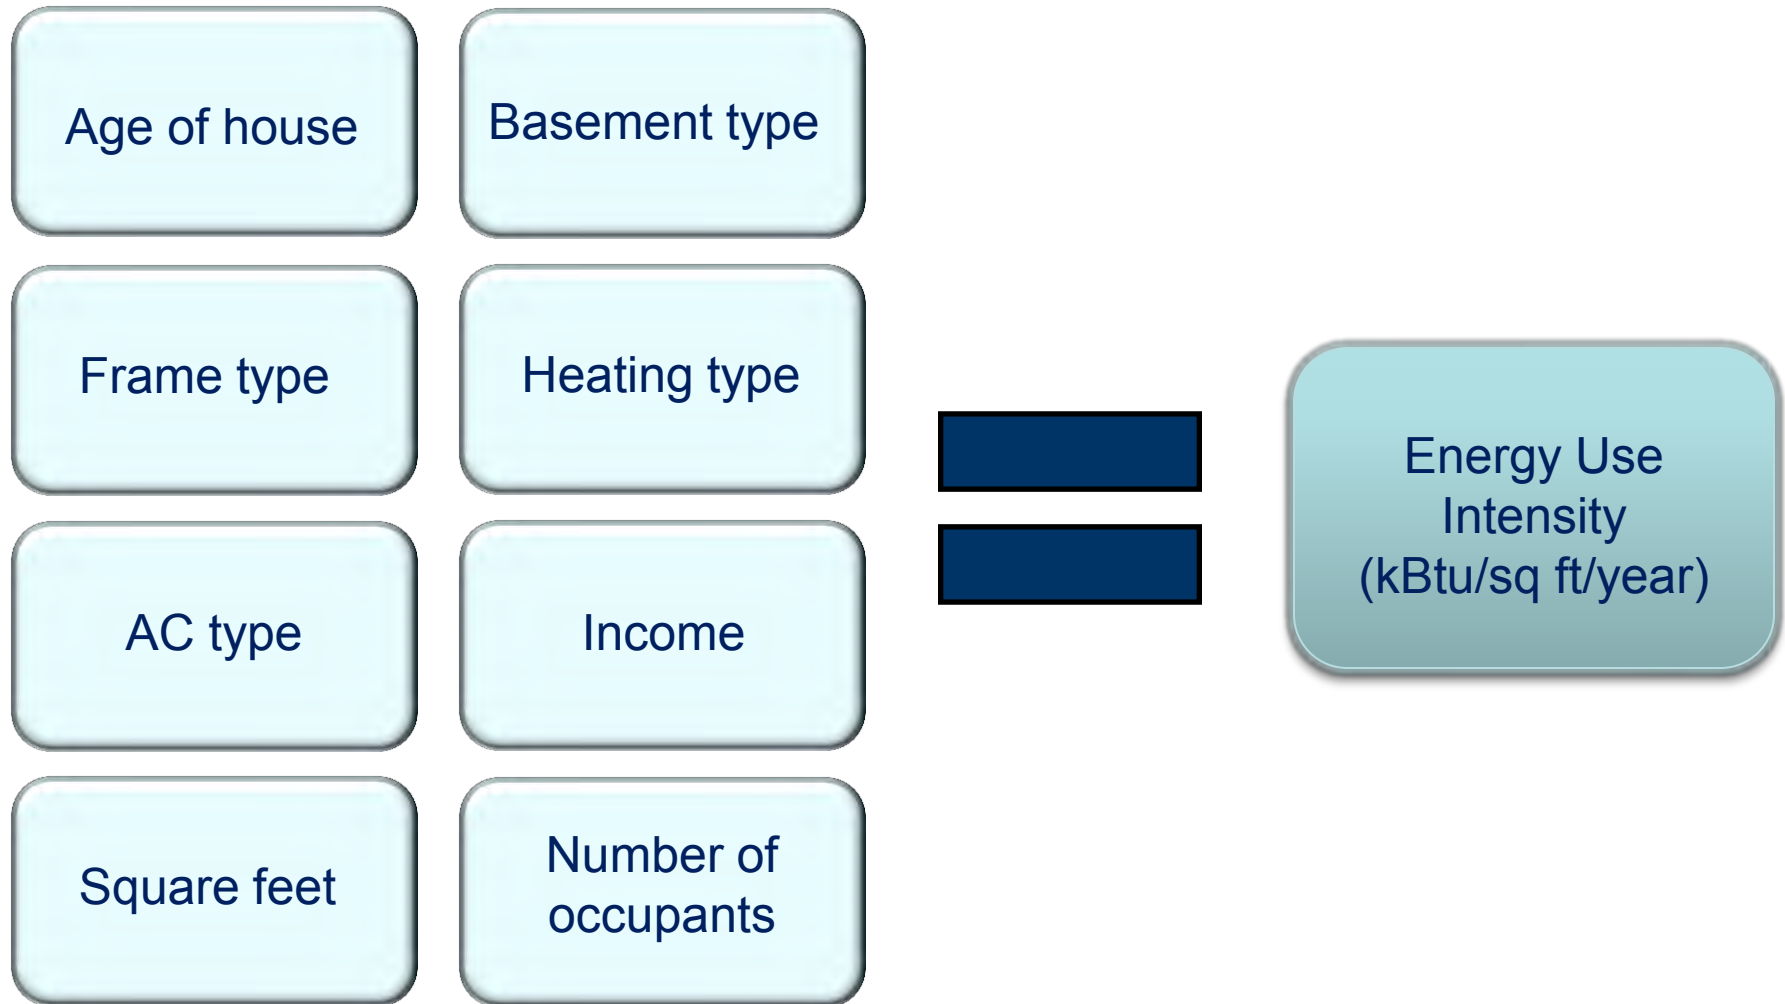 Age of house
Basement type
Frame type
Heating type
AC type
Income
Square feet
Number of
occupants
Energy Use
Intensity
(kBtu/sq ft/year)